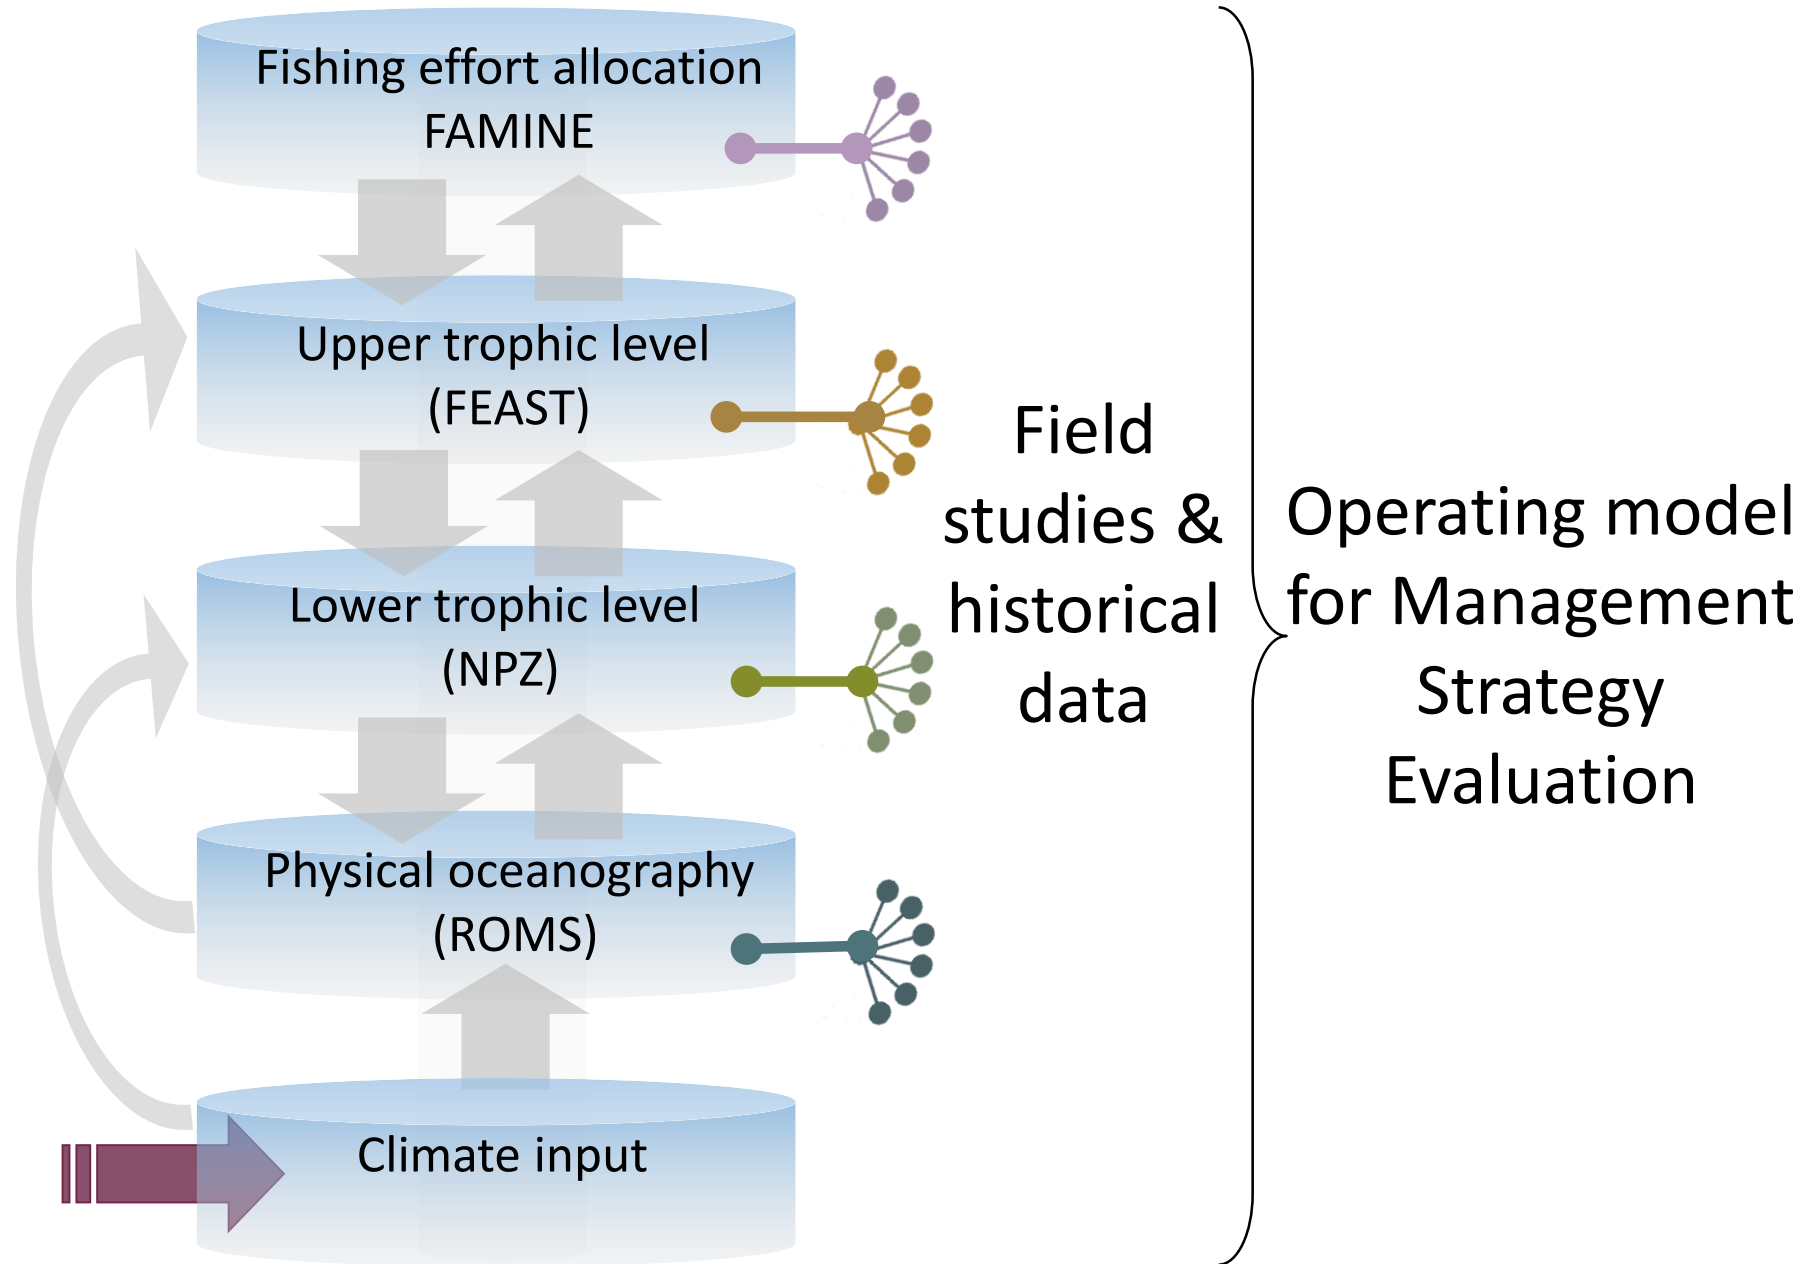 Fishing effort allocation
FAMINE
Upper trophic level
(FEAST)
Lower trophic level
(NPZ)
Physical oceanography
(ROMS)
Climate input
Field
studies &
historical
data
Operating model
for Management
Strategy
Evaluation